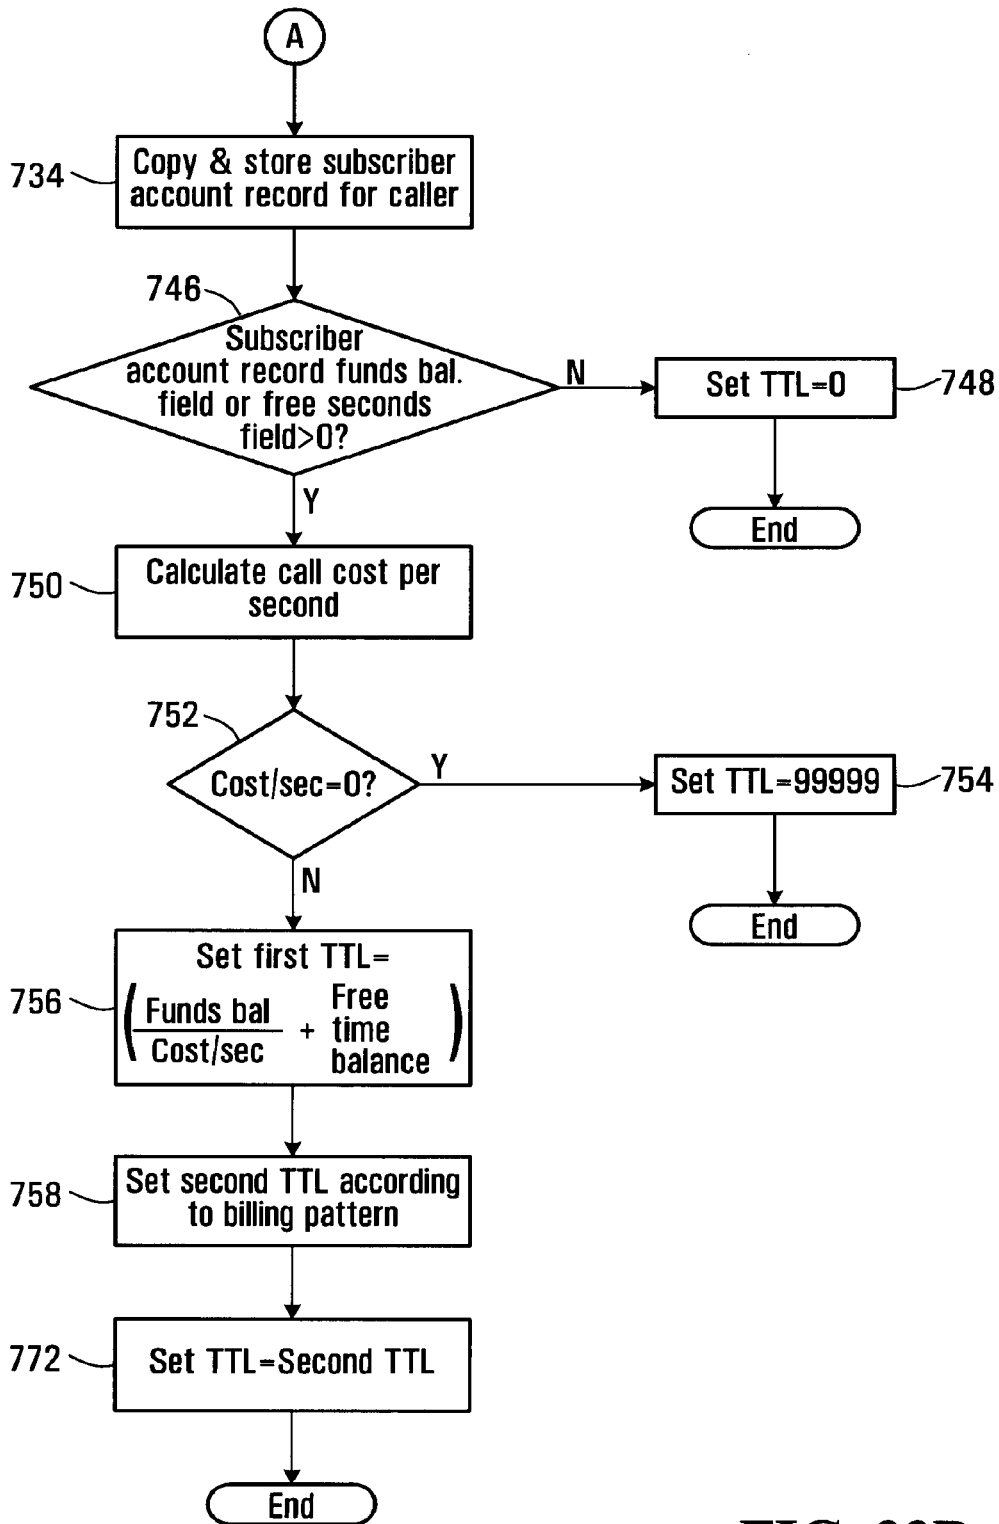 A
734
Copy & store subscriber
account record for caller
746
Subscriber
account record funds bal.
field or free seconds
field>0?
N
Set TTL=0
748
End
Y
750
Calculate call cost per
second
752
Cost/sec=0?
Y
Set TTL=99999
754
End
N
756
Set first TTL=
( Funds bal
Cost/sec
+
Free
time
balance )
758
Set second TTL according
to billing pattern
772
Set TTL=Second TTL
End